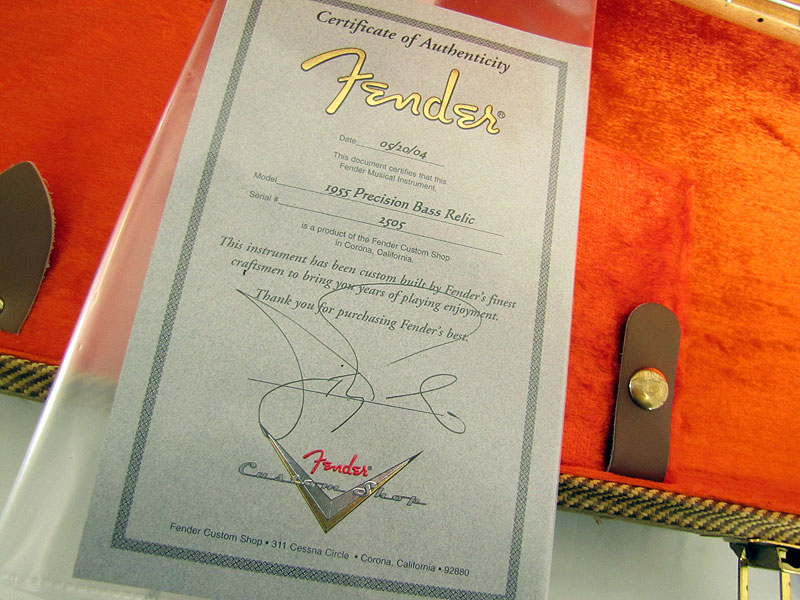 Certificate of Authenticity
Fender®
Date 05/20/04
This document certifies that this
Fender Musical Instrument,
Model 1955 Precision Bass Relic
Serial # 2505
is a product of the Fender Custom Shop
in Corona, California.
This instrument has been custom built by Fender's finest
craftsmen to bring you years of playing enjoyment.
Thank you for purchasing Fender's best.
Fender®
Custom Shop
Fender Custom Shop • 311 Cessna Circle • Corona, California • 92880